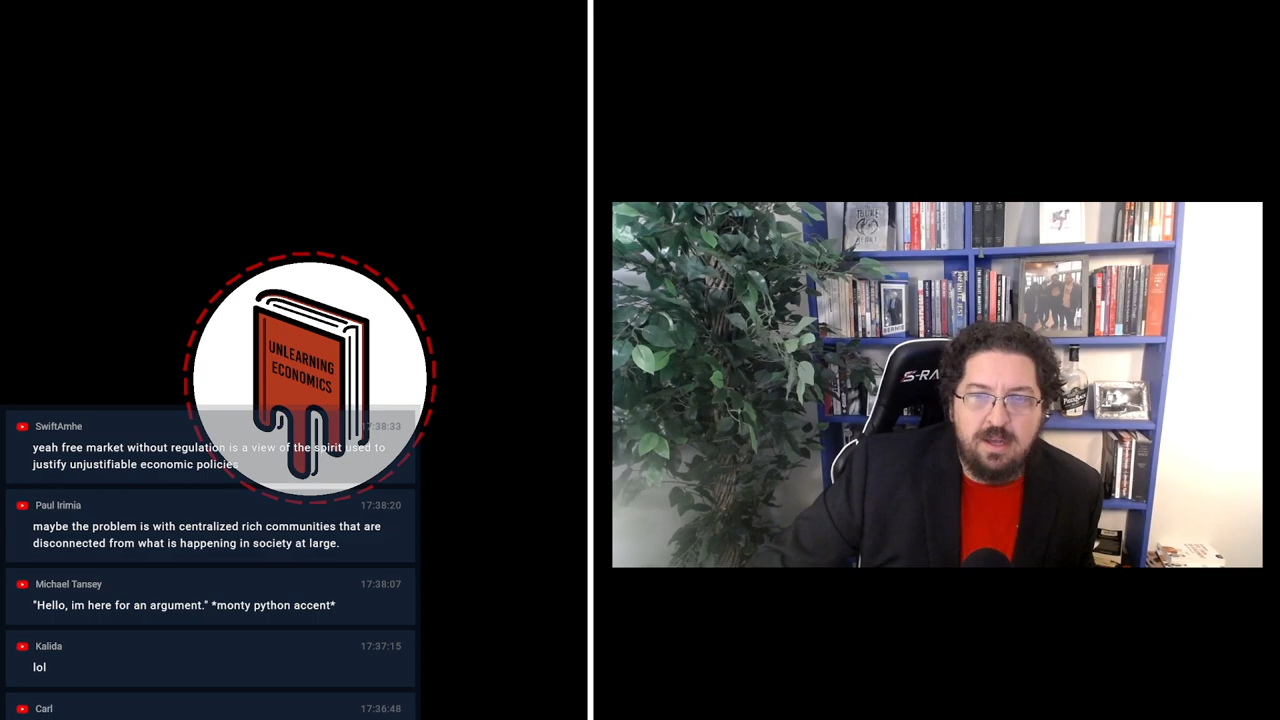 UNLEARNING
ECONOMICS
SwiftAmhe 17:38:33
yeah free market without regulation is a view of the spirit used to
justify unjustifiable economic policies
Paul Irimia 17:38:20
maybe the problem is with centralized rich communities that are
disconnected from what is happening in society at large.
Michael Tansey 17:38:07
"Hello, im here for an argument." *monty python accent*
Kalida 17:37:15
lol
Carl 17:36:48
INFINITE JEST
BERNIE
S-RA